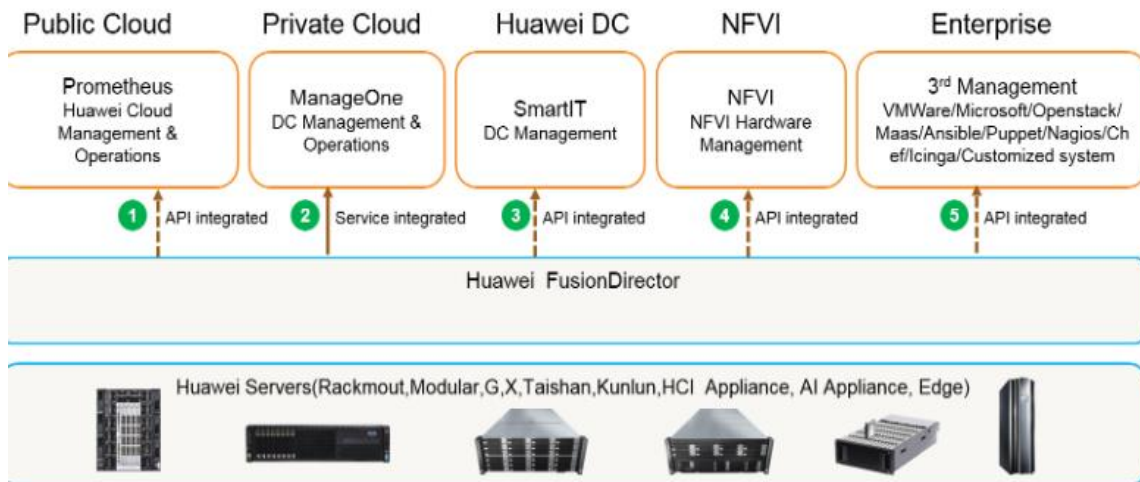 Public Cloud
Private Cloud
Huawei DC
NFVI
Enterprise
Prometheus
Huawei Cloud
Management &
Operations
ManageOne
DC Management &
Operations
SmartIT
DC Management
NFVI
NFVI Hardware
Management
3rd Management
VMWare/Microsoft/Openstack/
Maas/Ansible/Puppet/Nagios/Ch
ef/Icinga/Customized system
1 API integrated
2 Service integrated
3 API integrated
4 API integrated
5 API integrated
Huawei FusionDirector
Huawei Servers(Rackmout,Modular,G,X,Taishan,Kunlun,HCI Appliance, AI Appliance, Edge)